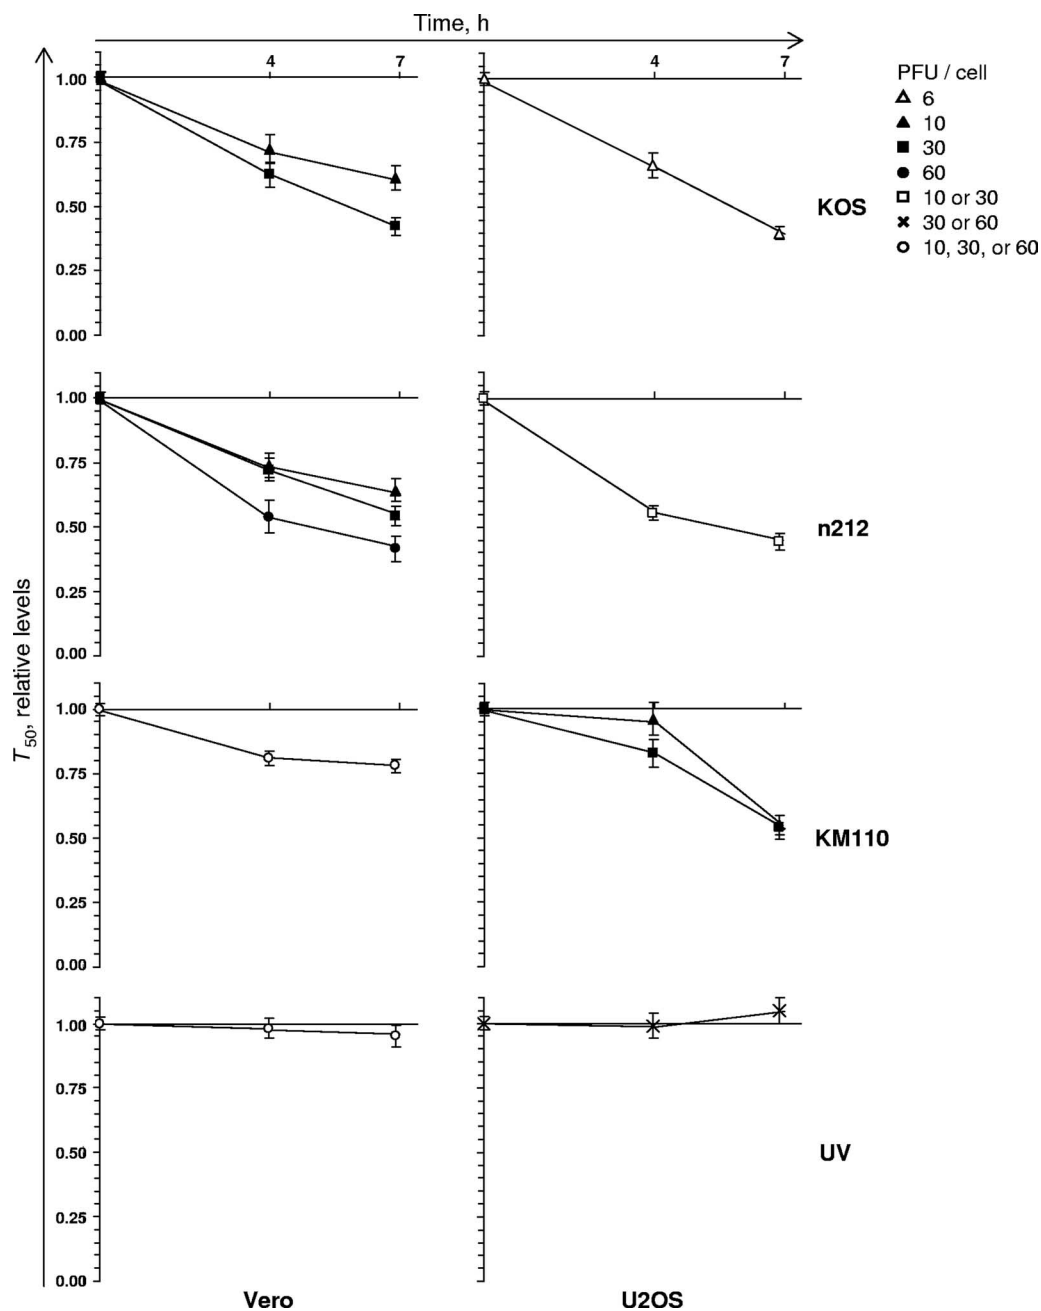 Time, h
4 7 4 7
PFU / cell
6
10
30
60
10 or 30
30 or 60
10, 30, or 60
T50, relative levels
1.00
0.75
0.50
0.25
0.00
KOS
1.00
0.75
0.50
0.25
0.00
n212
1.00
0.75
0.50
0.25
0.00
KM110
1.00
0.75
0.50
0.25
0.00
UV
Vero U2OS